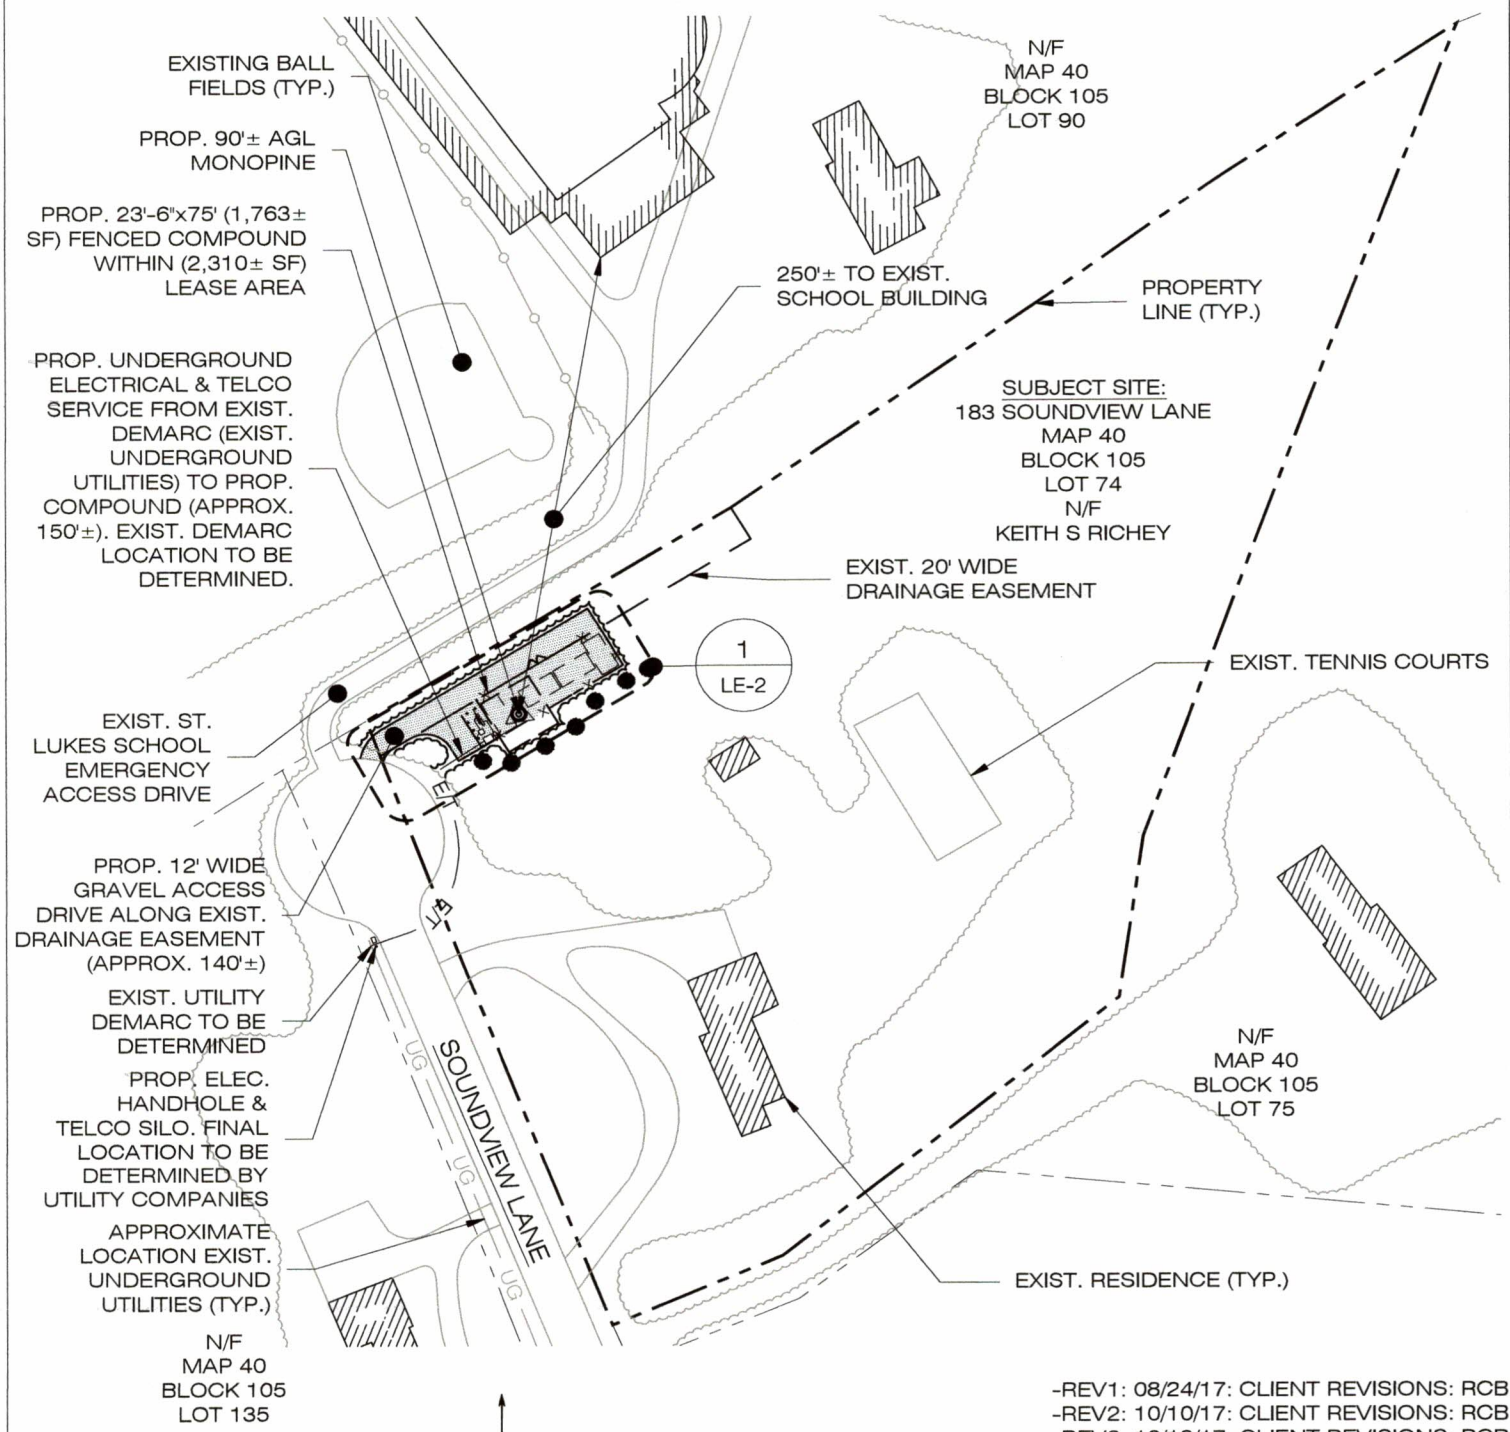 EXISTING BALL
FIELDS (TYP.)
PROP. 90'± AGL
MONOPINE
PROP. 23'-6"x75' (1,763±
SF) FENCED COMPOUND
WITHIN (2,310± SF)
LEASE AREA
PROP. UNDERGROUND
ELECTRICAL & TELCO
SERVICE FROM EXIST.
DEMARC (EXIST.
UNDERGROUND
UTILITIES) TO PROP.
COMPOUND (APPROX.
150'±). EXIST. DEMARC
LOCATION TO BE
DETERMINED.
EXIST. ST.
LUKES SCHOOL
EMERGENCY
ACCESS DRIVE
PROP. 12' WIDE
GRAVEL ACCESS
DRIVE ALONG EXIST.
DRAINAGE EASEMENT
(APPROX. 140'±)
EXIST. UTILITY
DEMARC TO BE
DETERMINED
PROP. ELEC.
HANDHOLE &
TELCO SILO. FINAL
LOCATION TO BE
DETERMINED BY
UTILITY COMPANIES
APPROXIMATE
LOCATION EXIST.
UNDERGROUND
UTILITIES (TYP.)
N/F
MAP 40
BLOCK 105
LOT 135
N/F
MAP 40
BLOCK 105
LOT 90
250'± TO EXIST.
SCHOOL BUILDING
PROPERTY
LINE (TYP.)
SUBJECT SITE:
183 SOUNDVIEW LANE
MAP 40
BLOCK 105
LOT 74
N/F
KEITH S RICHEY
EXIST. 20' WIDE
DRAINAGE EASEMENT
1
LE-2
EXIST. TENNIS COURTS
E/T
UG
UG
UG
SOUNDVIEW LANE
N/F
MAP 40
BLOCK 105
LOT 75
EXIST. RESIDENCE (TYP.)
-REV1: 08/24/17: CLIENT REVISIONS: RCB
-REV2: 10/10/17: CLIENT REVISIONS: RCB